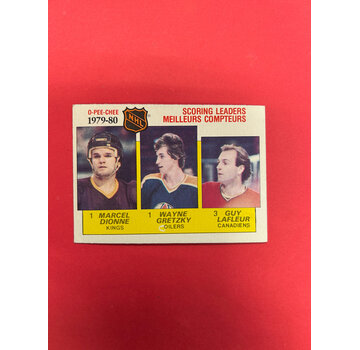 O-PEE-CHEE
1979-80
NHL
SCORING LEADERS
MEILLEURS COMPTEURS
1 MARCEL DIONNE
KINGS
1 WAYNE GRETZKY
OILERS
3 GUY LAFLEUR
CANADIENS